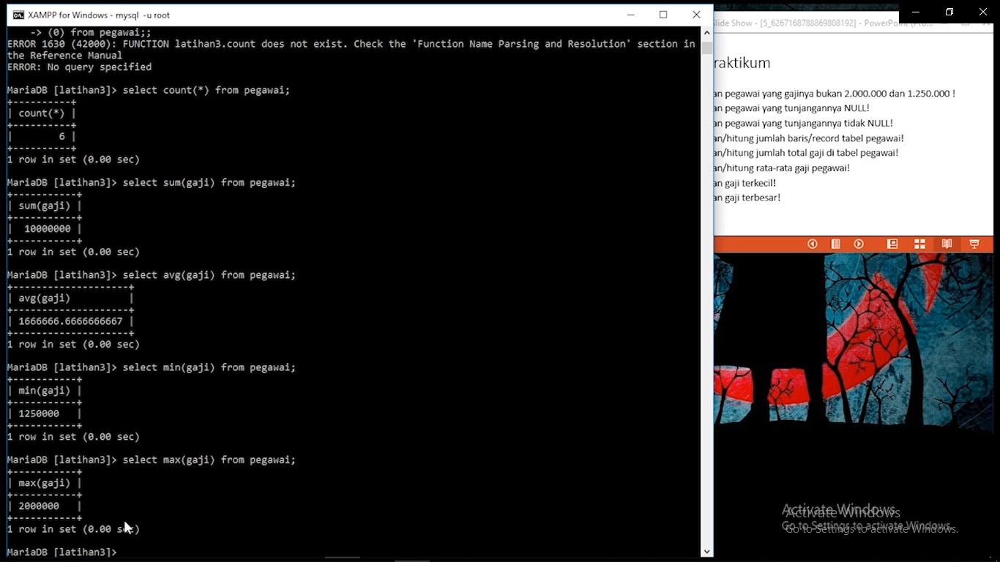 XAMPP for Windows - mysql -u root
-> (0) from pegawai;;
ERROR 1630 (42000): FUNCTION latihan3.count does not exist. Check the 'Function Name Parsing and Resolution' section in
the Reference Manual
ERROR: No query specified
MariaDB [latihan3]> select count(*) from pegawai;
+----------+
| count(*) |
+----------+
| 6 |
+----------+
1 row in set (0.00 sec)
MariaDB [latihan3]> select sum(gaji) from pegawai;
+-----------+
| sum(gaji) |
+-----------+
| 10000000 |
+-----------+
1 row in set (0.00 sec)
MariaDB [latihan3]> select avg(gaji) from pegawai;
+--------------------+
| avg(gaji) |
+--------------------+
| 1666666.6666666667 |
+--------------------+
1 row in set (0.00 sec)
MariaDB [latihan3]> select min(gaji) from pegawai;
+-----------+
| min(gaji) |
+-----------+
| 1250000 |
+-----------+
1 row in set (0.00 sec)
MariaDB [latihan3]> select max(gaji) from pegawai;
+-----------+
| max(gaji) |
+-----------+
| 2000000 |
+-----------+
1 row in set (0.00 sec)
MariaDB [latihan3]>
lide Show - [5_6267168788869808192] - PowerPoint (Pro...
raktikum
an pegawai yang gajinya bukan 2.000.000 dan 1.250.000 !
an pegawai yang tunjangannya NULL!
an pegawai yang tunjangannya tidak NULL!
an/hitung jumlah baris/record tabel pegawai!
an/hitung jumlah total gaji di tabel pegawai!
an/hitung rata-rata gaji pegawai!
an gaji terkecil!
an gaji terbesar!
Activate Windows
Go to Settings to activate Windows.
Activate Windows
Go to Settings to activate Windows.